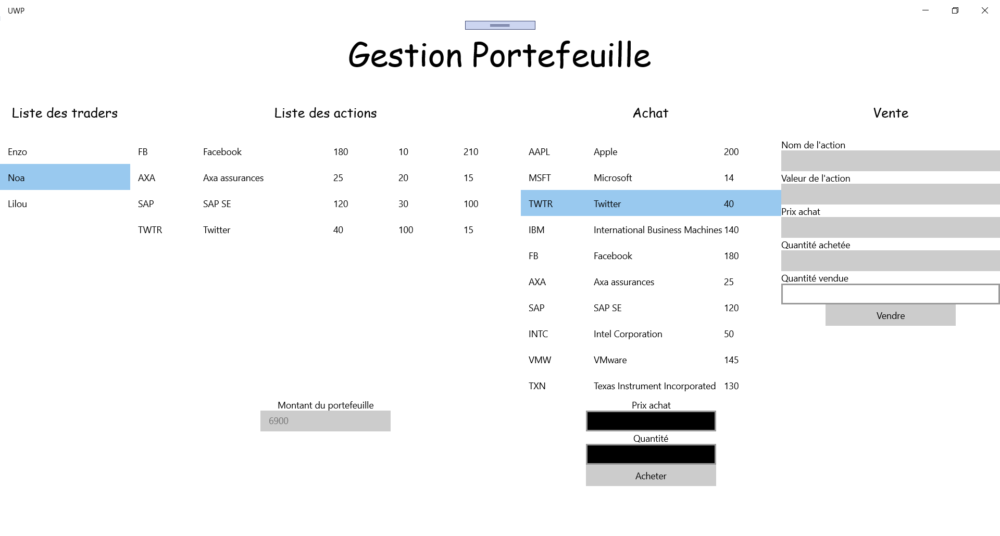 UWP
Gestion Portefeuille
Liste des traders
Enzo
Noa
Lilou
Liste des actions
FB Facebook 180 10 210
AXA Axa assurances 25 20 15
SAP SAP SE 120 30 100
TWTR Twitter 40 100 15
Montant du portefeuille
6900
Achat
AAPL Apple 200
MSFT Microsoft 14
TWTR Twitter 40
IBM International Business Machines 140
FB Facebook 180
AXA Axa assurances 25
SAP SAP SE 120
INTC Intel Corporation 50
VMW VMware 145
TXN Texas Instrument Incorporated 130
Prix achat
Quantité
Acheter
Vente
Nom de l'action
Valeur de l'action
Prix achat
Quantité achetée
Quantité vendue
Vendre